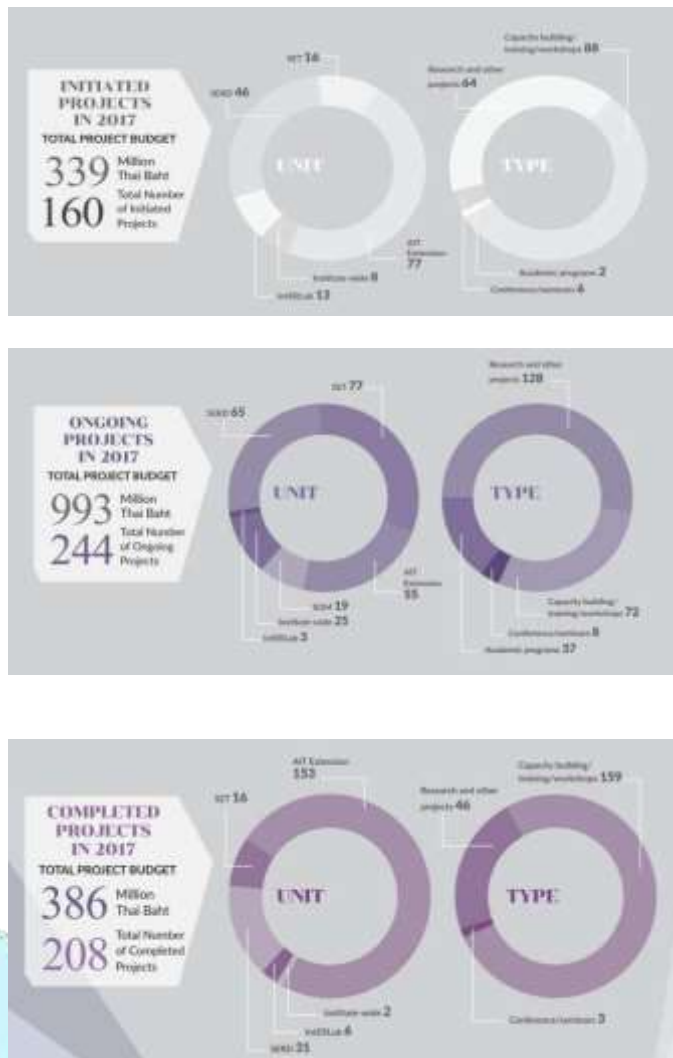 INITIATED
PROJECTS
IN 2017
TOTAL PROJECT BUDGET
339 Million
Thai Baht
160 Total Number
of Initiated
Projects
UNIT
SET 16
SERD 46
AIT
Extension
77
Institute-wide 8
13
TYPE
Capacity building/
training/workshops 88
Research and other
projects 64
Academic programs 2
Conference/seminars 6
ONGOING
PROJECTS
IN 2017
TOTAL PROJECT BUDGET
993 Million
Thai Baht
244 Total Number
of Ongoing
Projects
UNIT
SET 77
SERD 65
AIT
Extension
55
SOM 19
Institute-wide 25
3
TYPE
Research and other
projects 128
Capacity building/
training/workshops 72
Conference/seminars 8
Academic programs 37
COMPLETED
PROJECTS
IN 2017
TOTAL PROJECT BUDGET
386 Million
Thai Baht
208 Total Number
of Completed
Projects
UNIT
AIT Extension
153
SET 16
Institute-wide 2
6
SERD 31
TYPE
Capacity building/
training/workshops 159
Research and other
projects 46
Conference/seminars 3